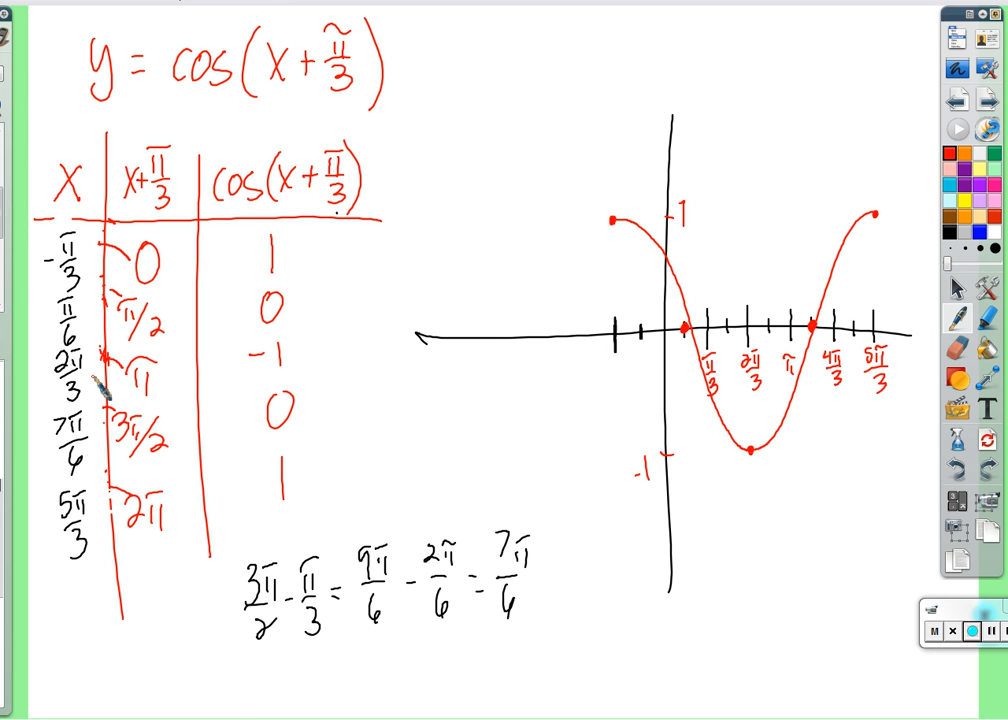 y = cos(x + π/3)
x | x + π/3 | cos(x + π/3)
-π/3 | 0 | 1
π/6 | π/2 | 0
2π/3 | π | -1
7π/6 | 3π/2 | 0
5π/3 | 2π | 1
3π/2 - π/3 = 9π/6 - 2π/6 = 7π/6
1
π/3 2π/3 π 4π/3 5π/3
-1
T
M